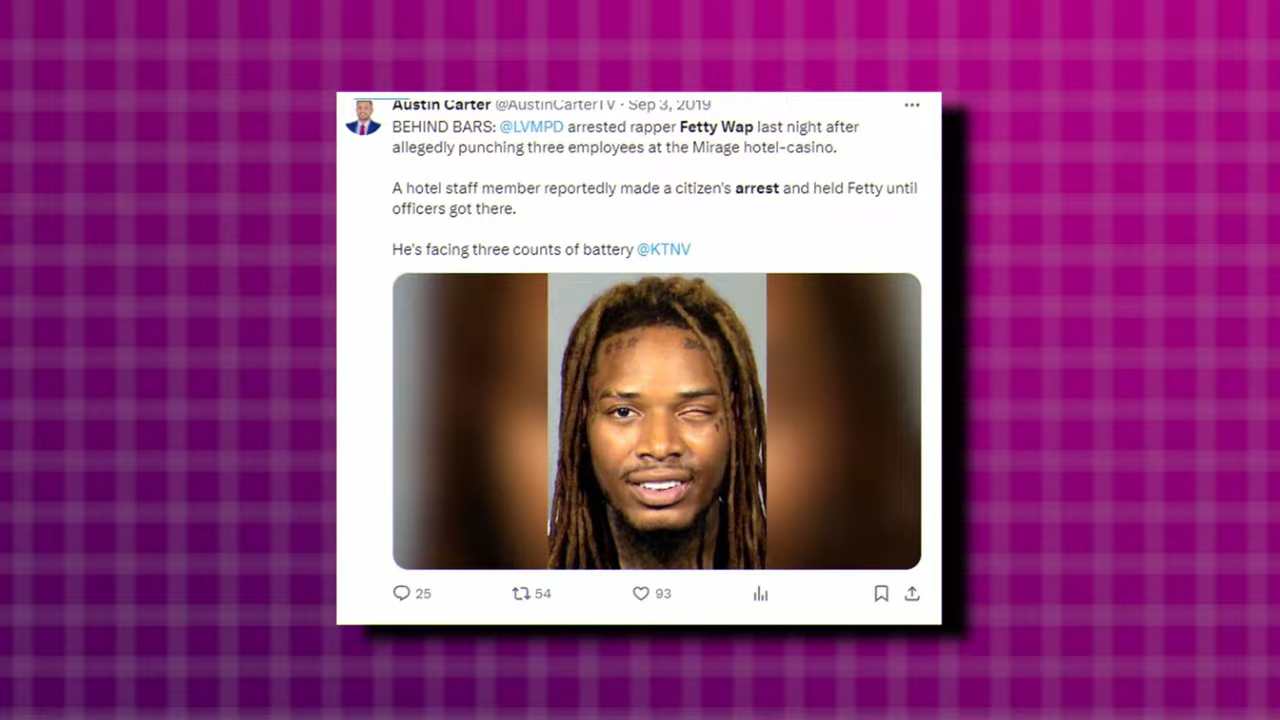 Austin Carter @AustinCarterTV · Sep 3, 2019
BEHIND BARS: @LVMPD arrested rapper Fetty Wap last night after
allegedly punching three employees at the Mirage hotel-casino.
A hotel staff member reportedly made a citizen's arrest and held Fetty until
officers got there.
He's facing three counts of battery @KTNV
25 54 93